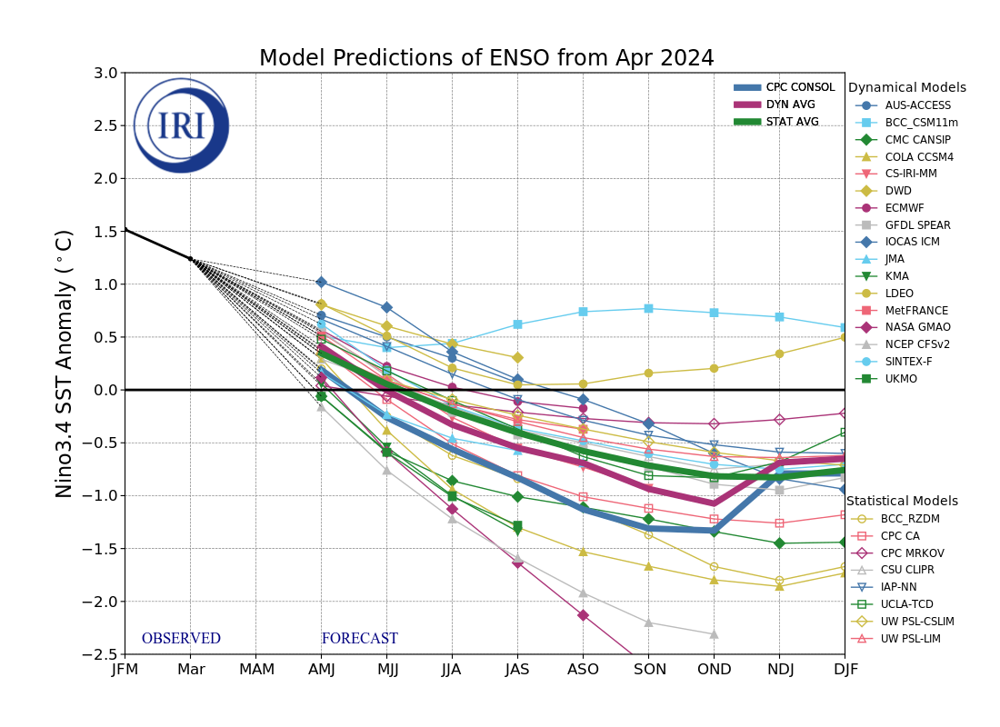 Model Predictions of ENSO from Apr 2024
Nino3.4 SST Anomaly (°C)
3.0
2.5
2.0
1.5
1.0
0.5
0.0
−0.5
−1.0
−1.5
−2.0
−2.5
IRI
CPC CONSOL
DYN AVG
STAT AVG
Dynamical Models
AUS-ACCESS
BCC_CSM11m
CMC CANSIP
COLA CCSM4
CS-IRI-MM
DWD
ECMWF
GFDL SPEAR
IOCAS ICM
JMA
KMA
LDEO
MetFRANCE
NASA GMAO
NCEP CFSv2
SINTEX-F
UKMO
Statistical Models
BCC_RZDM
CPC CA
CPC MRKOV
CSU CLIPR
IAP-NN
UCLA-TCD
UW PSL-CSLIM
UW PSL-LIM
OBSERVED FORECAST
JFM Mar MAM AMJ MJJ JJA JAS ASO SON OND NDJ DJF